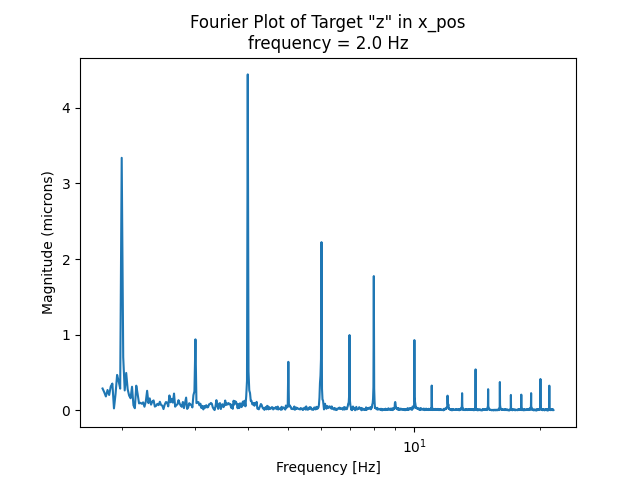 Fourier Plot of Target "z" in x_pos
frequency = 2.0 Hz
Magnitude (microns)
4
3
2
1
0
10¹
Frequency [Hz]